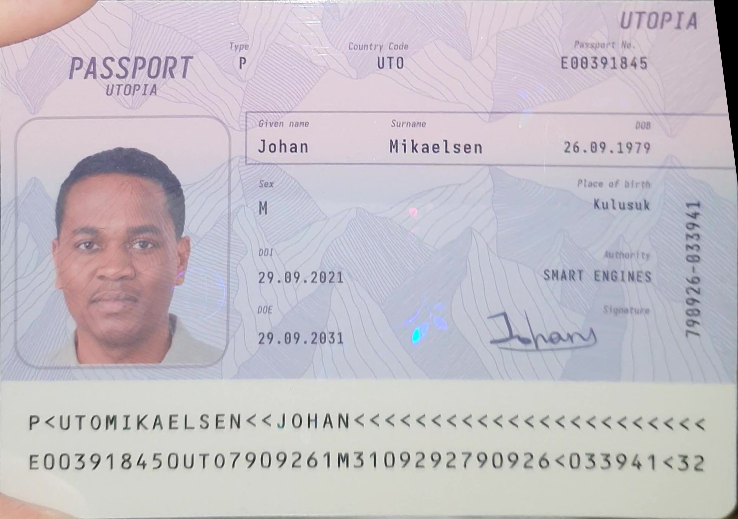 UTOPIA
PASSPORT
UTOPIA
Type Country Code Passport No.
P UTO E00391845
Given name Surname DOB
Johan Mikaelsen 26.09.1979
Sex Place of birth
M Kulusuk
DOI Authority
29.09.2021 SMART ENGINES
DOE Signature
29.09.2031 Johans
790926-033941
P<UTOMIKAELSEN<<JOHAN<<<<<<<<<<<<<<<<<<<<<<<
E003918450UTO7909261M3109292790926<033941<32